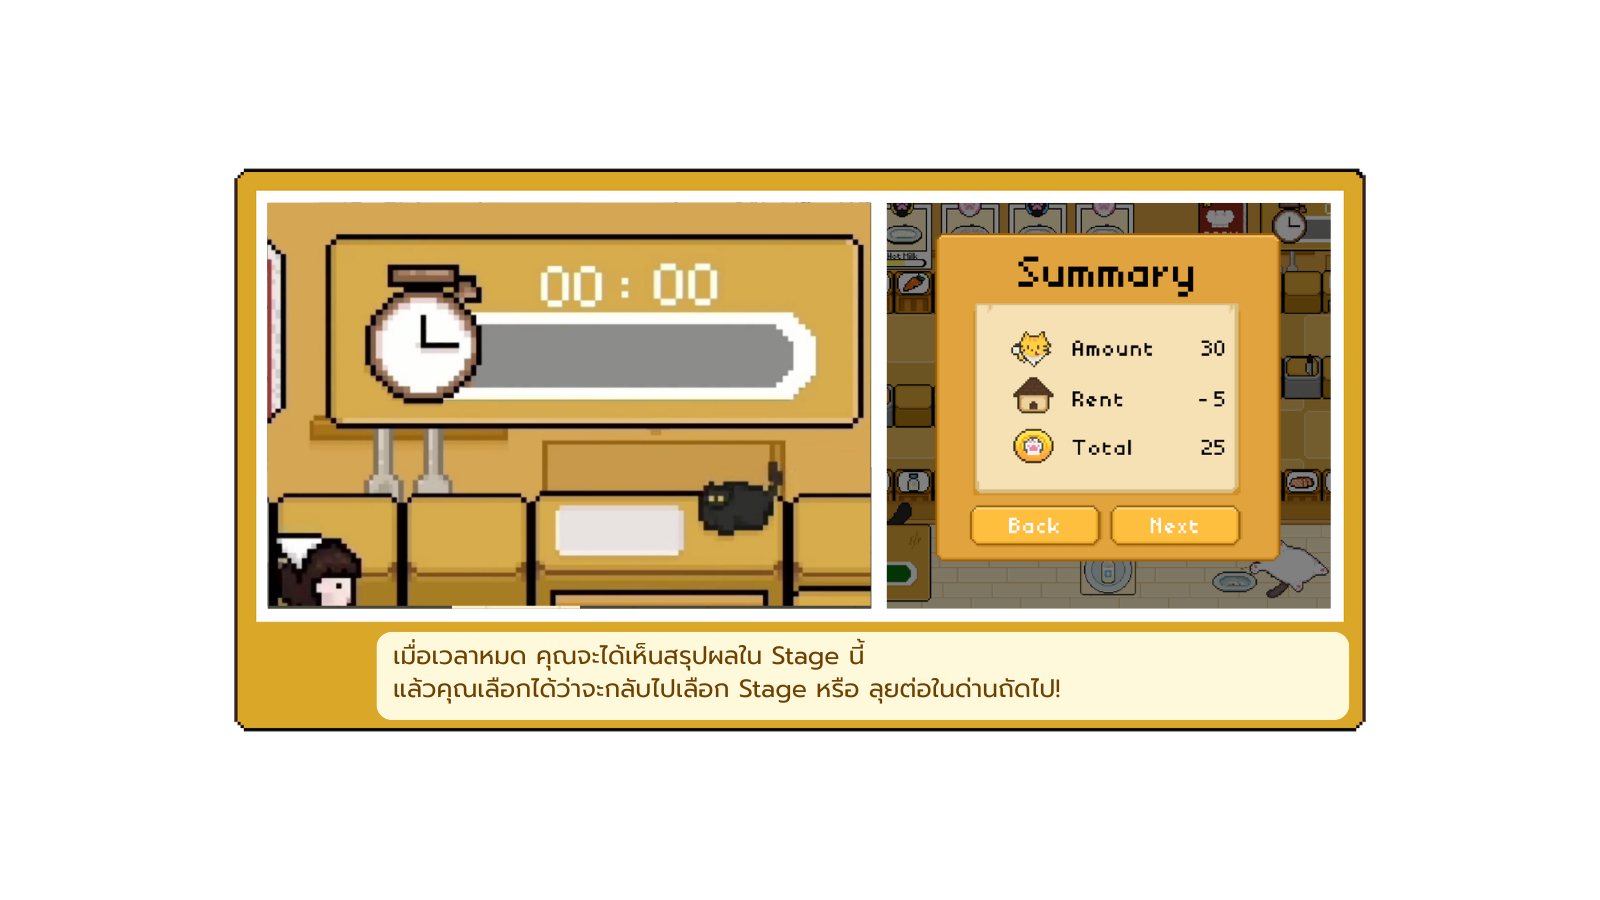 00 : 00
Hot Milk
Summary
Amount 30
Rent - 5
Total 25
Back Next
เมื่อเวลาหมด คุณจะได้เห็นสรุปผลใน Stage นี้
แล้วคุณเลือกได้ว่าจะกลับไปเลือก Stage หรือ ลุยต่อในด่านถัดไป!